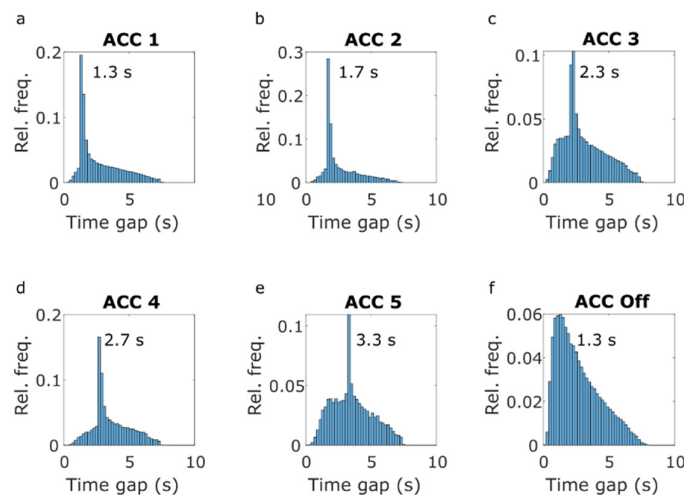 a
ACC 1
0.2
0.1
0
Rel. freq.
1.3 s
0
5
10
Time gap (s)
b
ACC 2
0.3
0.2
0.1
0
Rel. freq.
1.7 s
0
5
10
Time gap (s)
c
ACC 3
0.1
0.05
0
Rel. freq.
2.3 s
0
5
10
Time gap (s)
d
ACC 4
0.2
0.1
0
Rel. freq.
2.7 s
0
5
10
Time gap (s)
e
ACC 5
0.1
0.05
0
Rel. freq.
3.3 s
0
5
10
Time gap (s)
f
ACC Off
0.06
0.04
0.02
0
Rel. freq.
1.3 s
0
5
10
Time gap (s)